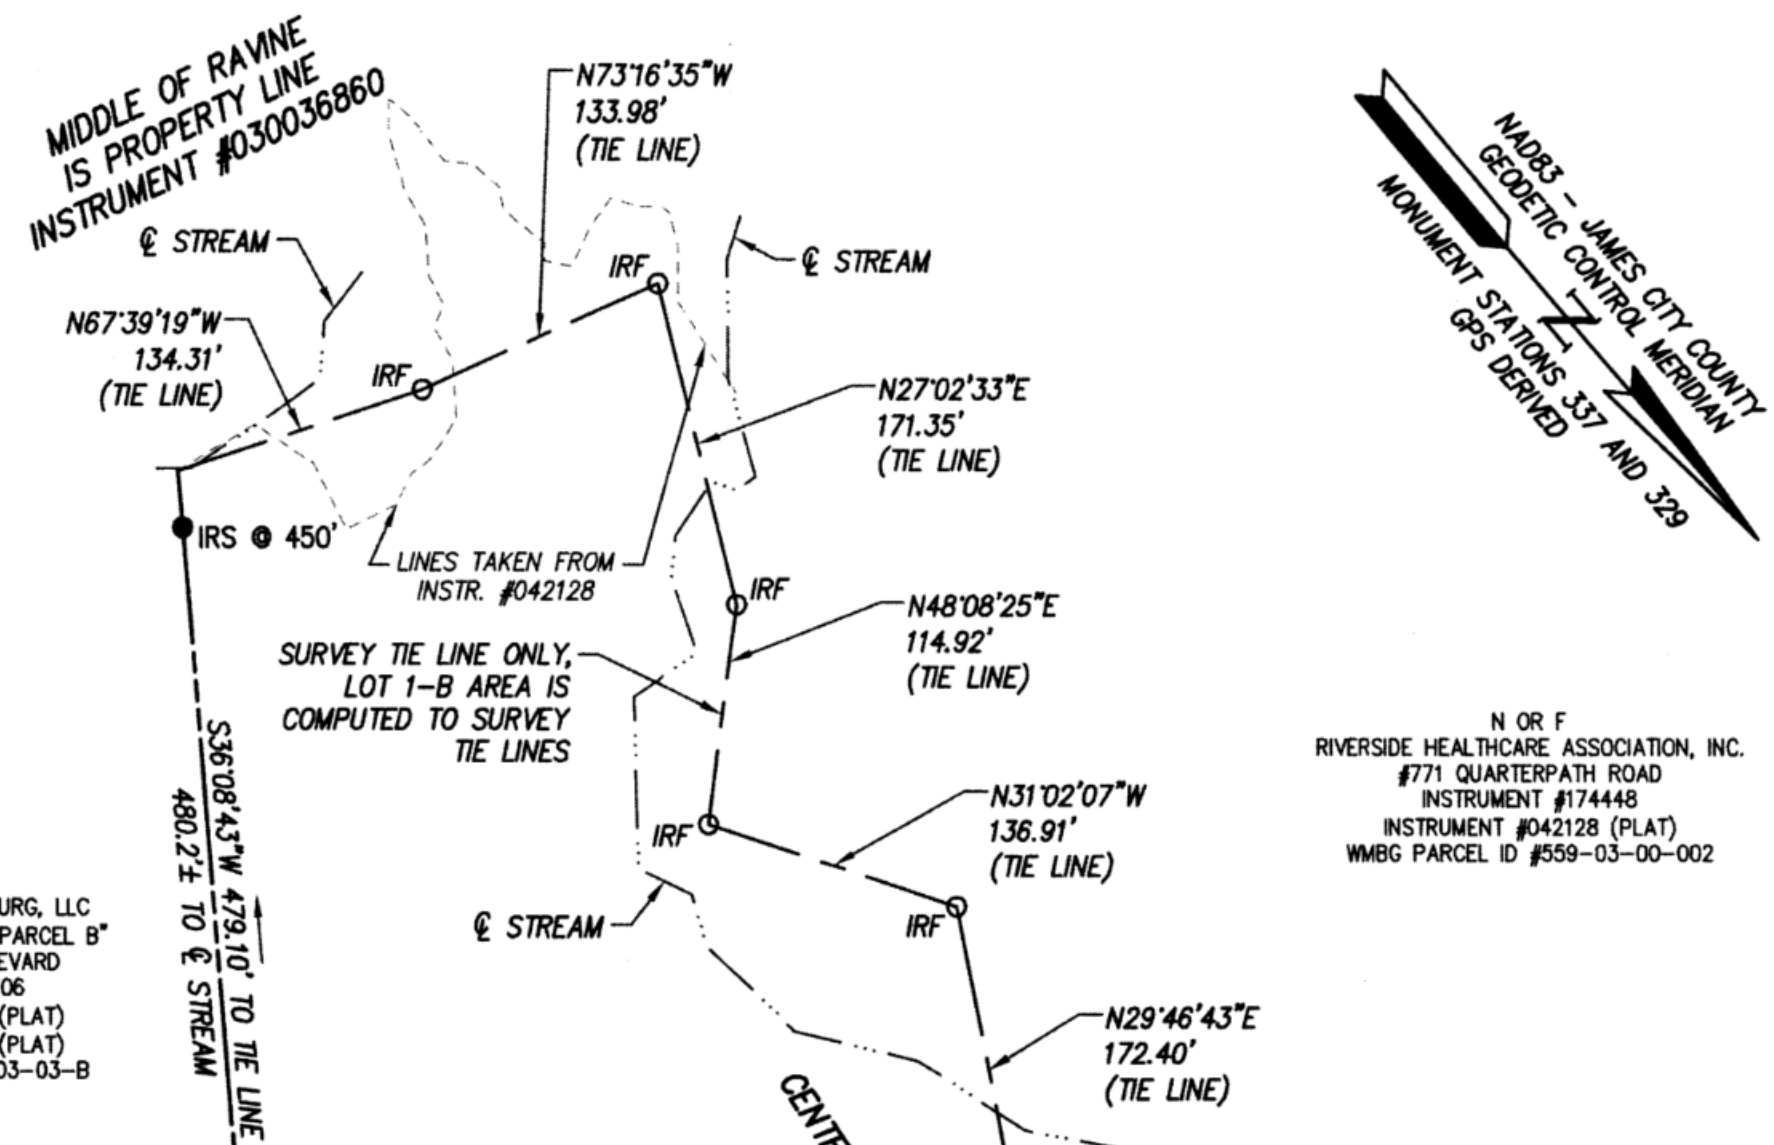 MIDDLE OF RAVINE
IS PROPERTY LINE
INSTRUMENT #030036860
℄ STREAM
N67°39'19"W
134.31'
(TIE LINE)
N73°16'35"W
133.98'
(TIE LINE)
IRF
IRF
℄ STREAM
N27°02'33"E
171.35'
(TIE LINE)
NAD83 - JAMES CITY COUNTY
GEODETIC CONTROL MERIDIAN
MONUMENT STATIONS 337 AND 329
GPS DERIVED
IRS @ 450'
LINES TAKEN FROM
INSTR. #042128
IRF
N48°08'25"E
114.92'
(TIE LINE)
SURVEY TIE LINE ONLY,
LOT 1-B AREA IS
COMPUTED TO SURVEY
TIE LINES
S36°08'43"W 479.10' TO TIE LINE
480.2'± TO ℄ STREAM
IRF
N31°02'07"W
136.91'
(TIE LINE)
N OR F
RIVERSIDE HEALTHCARE ASSOCIATION, INC.
#771 QUARTERPATH ROAD
INSTRUMENT #174448
INSTRUMENT #042128 (PLAT)
WMBG PARCEL ID #559-03-00-002
℄ STREAM
IRF
URG, LLC
PARCEL B"
EVARD
06
(PLAT)
(PLAT)
03-03-B
N29°46'43"E
172.40'
(TIE LINE)
CENTE